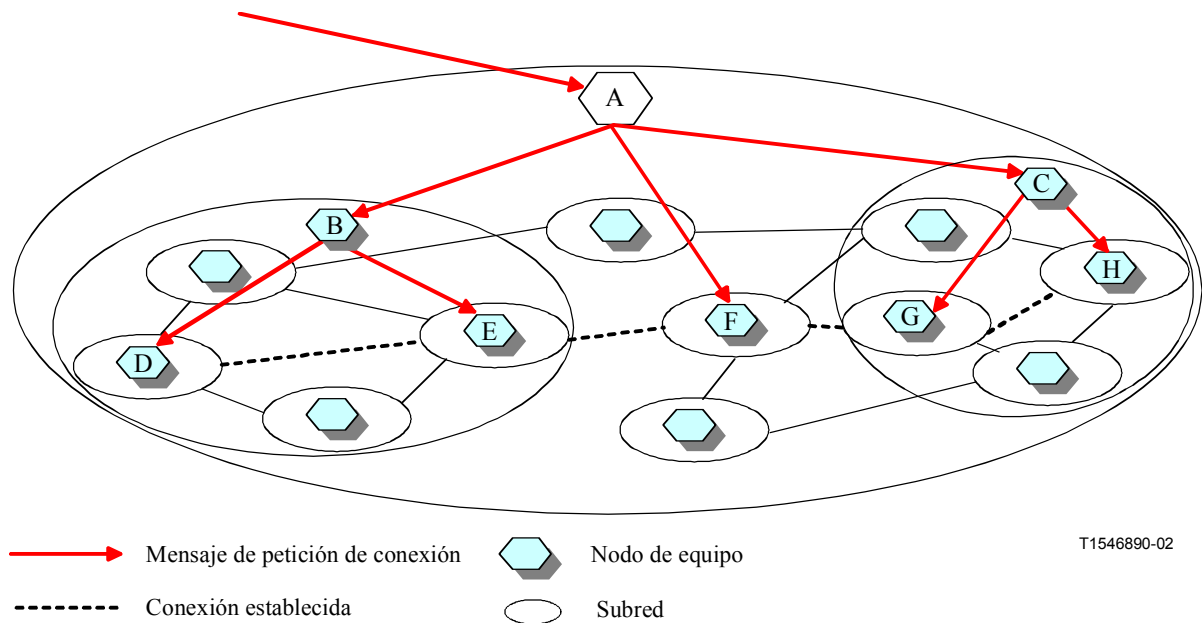 A
C
B
H
F
G
E
D
Mensaje de petición de conexión
Nodo de equipo
T1546890-02
Conexión establecida
Subred